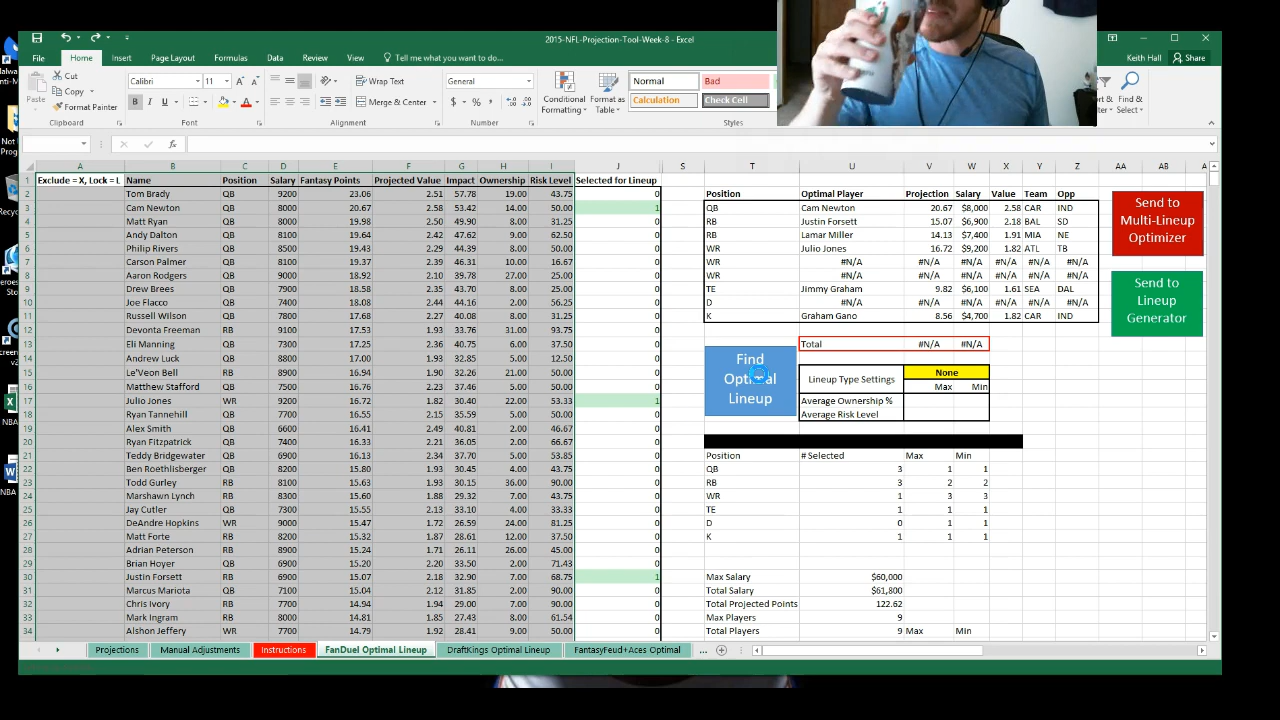 2015-NFL-Projection-Tool-Week-8 - Excel
File Home Insert Page Layout Formulas Data Review View Tell me what you want to do... Keith Hall Share
Cut
Copy
Format Painter
Paste
Clipboard
Calibri 11
Font
Wrap Text
Merge & Center
Alignment
General
Number
Conditional Formatting
Format as Table
Normal Bad
Calculation Check Cell
Styles
Find & Select
A B C D E F G H I J S T U V W X Y Z AA AB
1 Exclude = X, Lock = L Name Position Salary Fantasy Points Projected Value Impact Ownership Risk Level Selected for Lineup
2 Tom Brady QB 9200 23.06 2.51 57.78 19.00 43.75 0 Position Optimal Player Projection Salary Value Team Opp
3 Cam Newton QB 8000 20.67 2.58 53.42 14.00 50.00 1 QB Cam Newton 20.67 $8,000 2.58 CAR IND
4 Matt Ryan QB 8000 19.98 2.50 49.90 8.00 31.25 0 RB Justin Forsett 15.07 $6,900 2.18 BAL SD
5 Andy Dalton QB 8100 19.64 2.42 47.62 9.00 62.50 0 RB Lamar Miller 14.13 $7,400 1.91 MIA NE
6 Philip Rivers QB 8500 19.43 2.29 44.39 8.00 50.00 0 WR Julio Jones 16.72 $9,200 1.82 ATL TB
7 Carson Palmer QB 8100 19.37 2.39 46.31 10.00 16.67 0 WR #N/A #N/A #N/A #N/A #N/A #N/A
8 Aaron Rodgers QB 9000 18.92 2.10 39.78 27.00 25.00 0 WR #N/A #N/A #N/A #N/A #N/A #N/A
9 Drew Brees QB 7900 18.58 2.35 43.70 8.00 25.00 0 TE Jimmy Graham 9.82 $6,100 1.61 SEA DAL
10 Joe Flacco QB 7400 18.08 2.44 44.16 2.00 56.25 0 D #N/A #N/A #N/A #N/A #N/A #N/A
11 Russell Wilson QB 7800 17.68 2.27 40.08 8.00 31.25 0 K Graham Gano 8.56 $4,700 1.82 CAR IND
12 Devonta Freeman RB 9100 17.53 1.93 33.76 31.00 93.75 0
13 Eli Manning QB 7300 17.25 2.36 40.75 6.00 37.50 0 Total #N/A #N/A
14 Andrew Luck QB 8800 17.00 1.93 32.85 5.00 12.50 0
15 Le'Veon Bell RB 8900 16.94 1.90 32.26 21.00 50.00 0 Lineup Type Settings None
16 Matthew Stafford QB 7500 16.76 2.23 37.46 5.00 50.00 0 Max Min
17 Julio Jones WR 9200 16.72 1.82 30.40 22.00 53.33 1 Average Ownership %
18 Ryan Tannehill QB 7700 16.55 2.15 35.59 5.00 50.00 0 Average Risk Level
19 Alex Smith QB 6600 16.41 2.49 40.81 2.00 46.67 0
20 Ryan Fitzpatrick QB 7400 16.33 2.21 36.05 2.00 66.67 0
21 Teddy Bridgewater QB 6900 16.13 2.34 37.70 5.00 53.85 0 Position # Selected Max Min
22 Ben Roethlisberger QB 8200 15.80 1.93 30.45 4.00 43.75 0 QB 3 1 1
23 Todd Gurley RB 8100 15.63 1.93 30.15 36.00 90.00 0 RB 3 2 2
24 Marshawn Lynch RB 8300 15.60 1.88 29.32 7.00 43.75 0 WR 1 3 3
25 Jay Cutler QB 7300 15.55 2.13 33.10 4.00 33.33 0 TE 1 1 1
26 DeAndre Hopkins WR 9000 15.47 1.72 26.59 24.00 81.25 0 D 0 1 1
27 Matt Forte RB 8200 15.32 1.87 28.61 12.00 37.50 0 K 1 1 1
28 Adrian Peterson RB 8900 15.24 1.71 26.11 26.00 45.00 0
29 Brian Hoyer QB 6900 15.20 2.20 33.50 2.00 71.43 0
30 Justin Forsett RB 6900 15.07 2.18 32.90 7.00 68.75 1 Max Salary $60,000
31 Marcus Mariota QB 7100 15.04 2.12 31.85 2.00 90.00 0 Total Salary $61,800
32 Chris Ivory RB 7700 14.94 1.94 29.00 7.00 90.00 0 Total Projected Points 122.62
33 Mark Ingram RB 8000 14.81 1.85 27.43 8.00 61.54 0 Max Players 9
34 Alshon Jeffery WR 7700 14.79 1.92 28.41 9.00 50.00 0 Total Players 9 Max Min
Send to Multi-Lineup Optimizer
Send to Lineup Generator
Find Optimal Lineup
Projections Manual Adjustments Instructions FanDuel Optimal Lineup DraftKings Optimal Lineup FantasyFeud+Aces Optimal ...